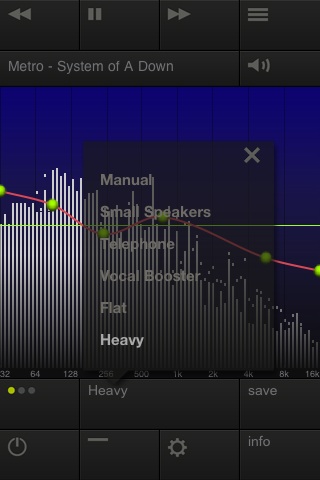 Metro - System of A Down
Manual
Small Speakers
Telephone
Vocal Booster
Flat
Heavy
32 64 128 256 500 1k 2k 4k 8k 16k
Heavy
save
info